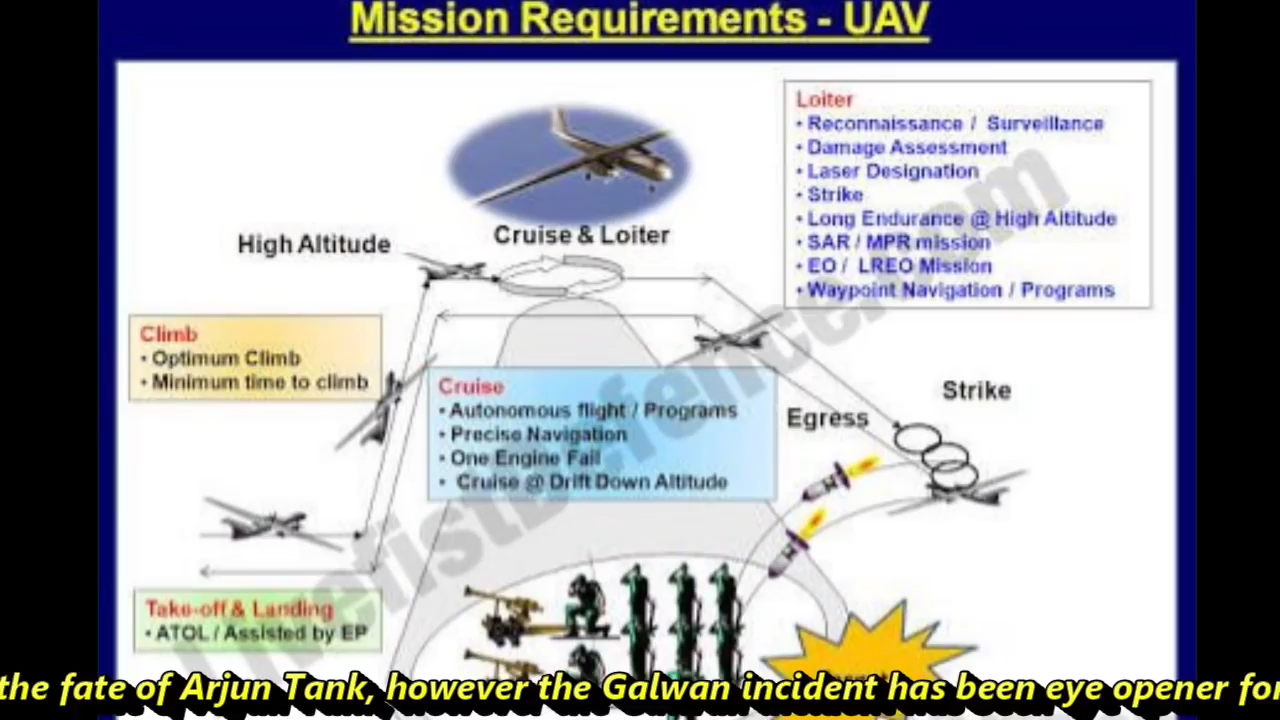 Mission Requirements - UAV
Loiter
• Reconnaissance / Surveillance
• Damage Assessment
• Laser Designation
• Strike
• Long Endurance @ High Altitude
• SAR / MPR mission
• EO / LREO Mission
• Waypoint Navigation / Programs
High Altitude
Cruise & Loiter
Climb
• Optimum Climb
• Minimum time to climb
Cruise
• Autonomous flight / Programs
• Precise Navigation
• One Engine Fail
• Cruise @ Drift Down Altitude
Strike
Egress
Take-off & Landing
• ATOL / Assisted by EP
the fate of Arjun Tank, however the Galwan incident has been eye opener for